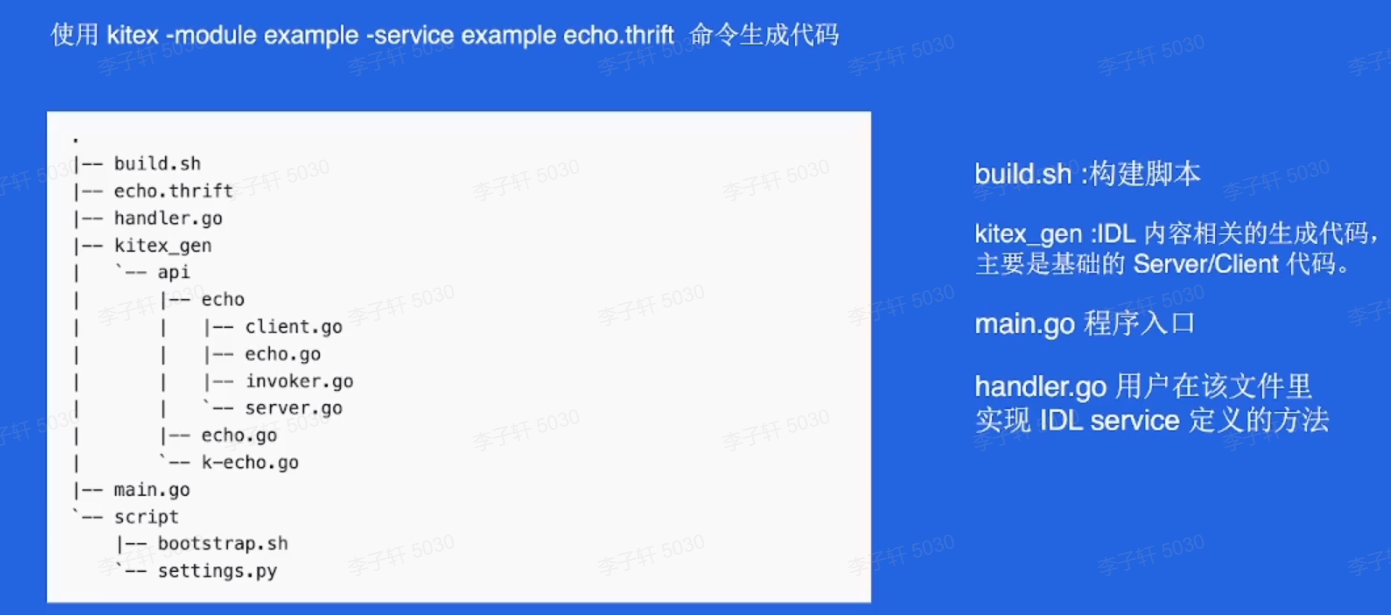 使用 kitex -module example -service example echo.thrift 命令生成代码
.
|-- build.sh
|-- echo.thrift
|-- handler.go
|-- kitex_gen
|   `-- api
|       |-- echo
|       |   |-- client.go
|       |   |-- echo.go
|       |   |-- invoker.go
|       |   `-- server.go
|       |-- echo.go
|       `-- k-echo.go
|-- main.go
`-- script
    |-- bootstrap.sh
    `-- settings.py
build.sh :构建脚本
kitex_gen :IDL 内容相关的生成代码，
主要是基础的 Server/Client 代码。
main.go 程序入口
handler.go 用户在该文件里
实现 IDL service 定义的方法
李子轩 5030